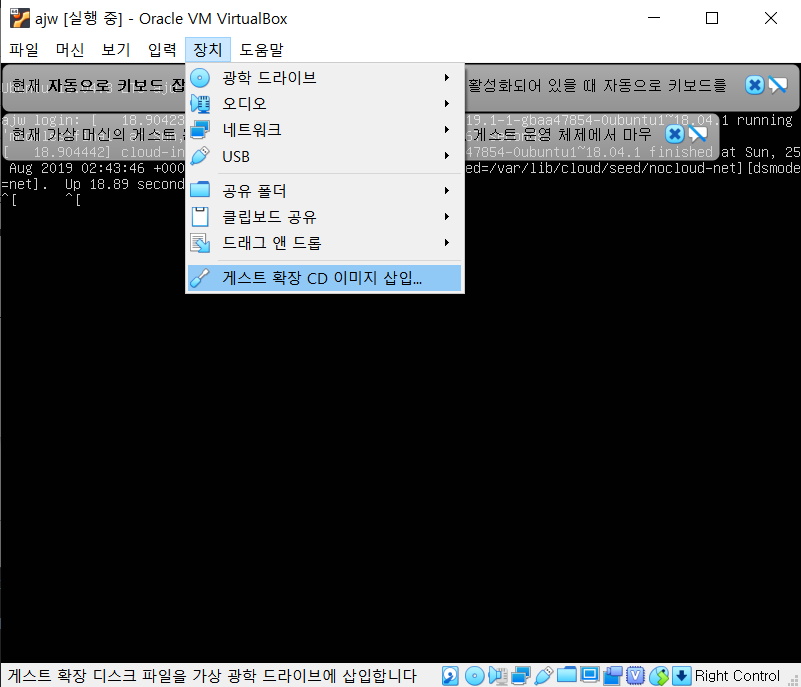 ajw [실행 중] - Oracle VM VirtualBox
파일 머신 보기 입력 장치 도움말
현재 자동으로 키보드 잡 활성화되어 있을 때 자동으로 키보드를
광학 드라이브
오디오
네트워크
USB
공유 폴더
클립보드 공유
드래그 앤 드롭
게스트 확장 CD 이미지 삽입...
ajw login: [ 18.90423 19.1-1-gbaa47854-0ubuntu1~18.04.1 running
현재 가상 머신의 게스트 게스트 운영 체제에서 마우
[ 18.904442] cloud-in 47854-0ubuntu1~18.04.1 finished at Sun, 25
Aug 2019 02:43:46 +000 ed=/var/lib/cloud/seed/nocloud-net][dsmode
=net]. Up 18.89 second
^[ ^[
게스트 확장 디스크 파일을 가상 광학 드라이브에 삽입합니다
Right Control